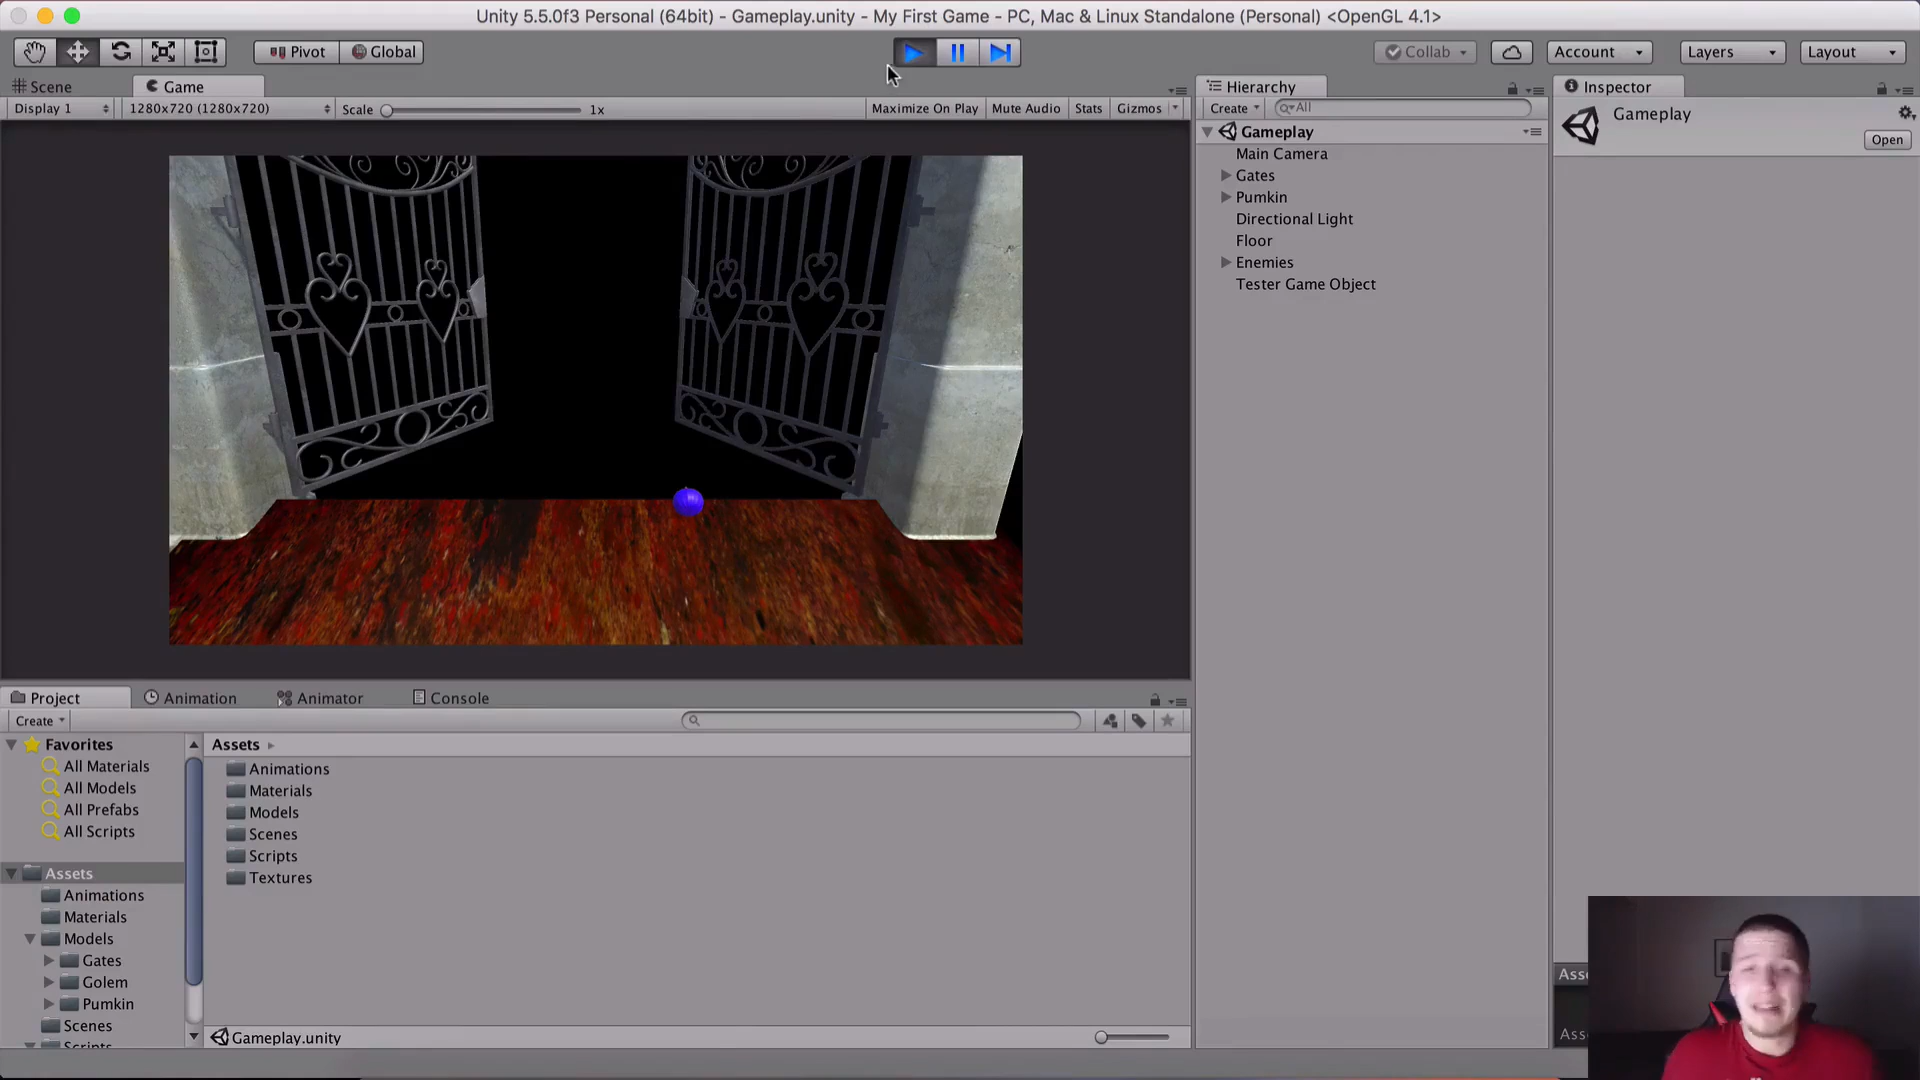 Unity 5.5.0f3 Personal (64bit) - Gameplay.unity - My First Game - PC, Mac & Linux Standalone (Personal) <OpenGL 4.1>
Pivot Global Collab Account Layers Layout
Scene Game Hierarchy Inspector
Display 1 1280x720 (1280x720) Scale 1x Maximize On Play Mute Audio Stats Gizmos Create All
Gameplay
Open
Gameplay
Main Camera
Gates
Pumkin
Directional Light
Floor
Enemies
Tester Game Object
Project Animation Animator Console
Create
Favorites
All Materials
All Models
All Prefabs
All Scripts
Assets
Animations
Materials
Models
Gates
Golem
Pumkin
Scenes
Scripts
Assets
Animations
Materials
Models
Scenes
Scripts
Textures
Gameplay.unity
Asse
Asse